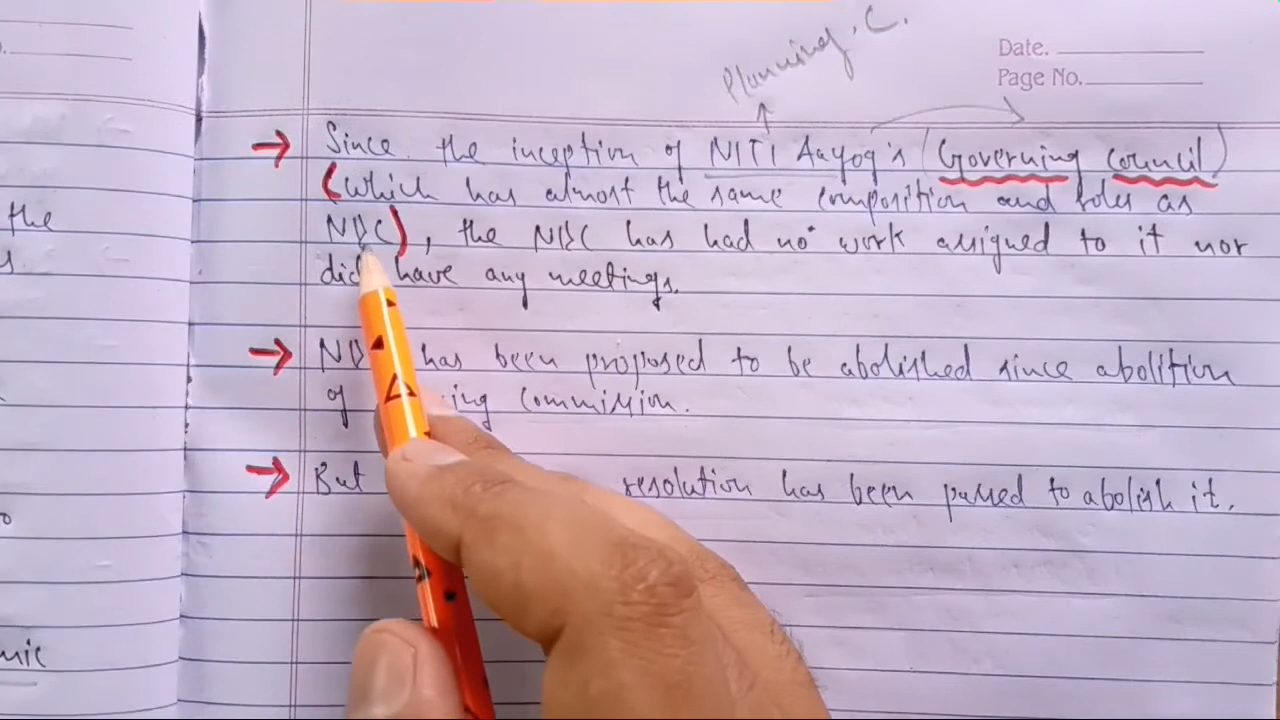 Planning. C.
Date.
Page No.
→ Since the inception of NITI Aayog's (Governing Council)
(which has almost the same composition and roles as
NDC), the NDC has had no work assigned to it nor
did have any meetings.
→ has been proposed to be abolished since abolition
of commission.
→ But resolution has been passed to abolish it.
the